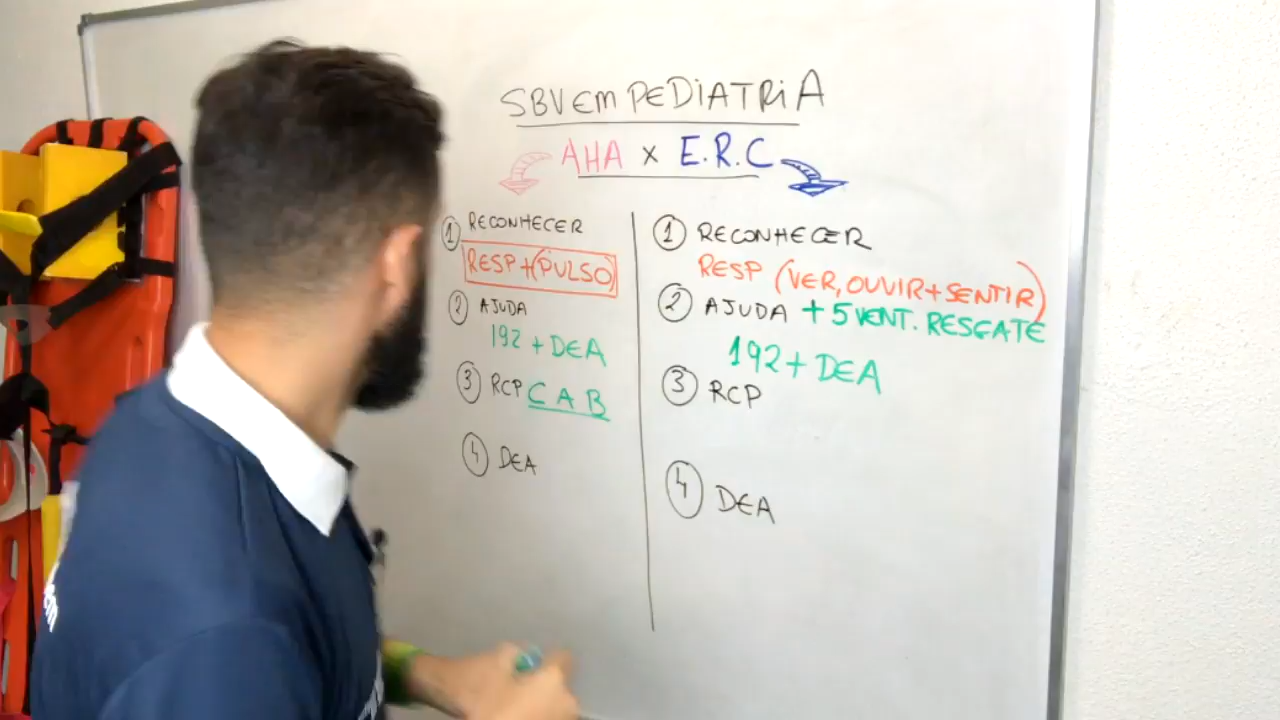 SBV EM PEDIATRIA
AHA x E.R.C
① RECONHECER
RESP + (PULSO)
② AJUDA
192 + DEA
③ RCP C A B
④ DEA
① RECONHECER
RESP (VER, OUVIR + SENTIR)
② AJUDA + 5 VENT. RESGATE
192 + DEA
③ RCP
④ DEA